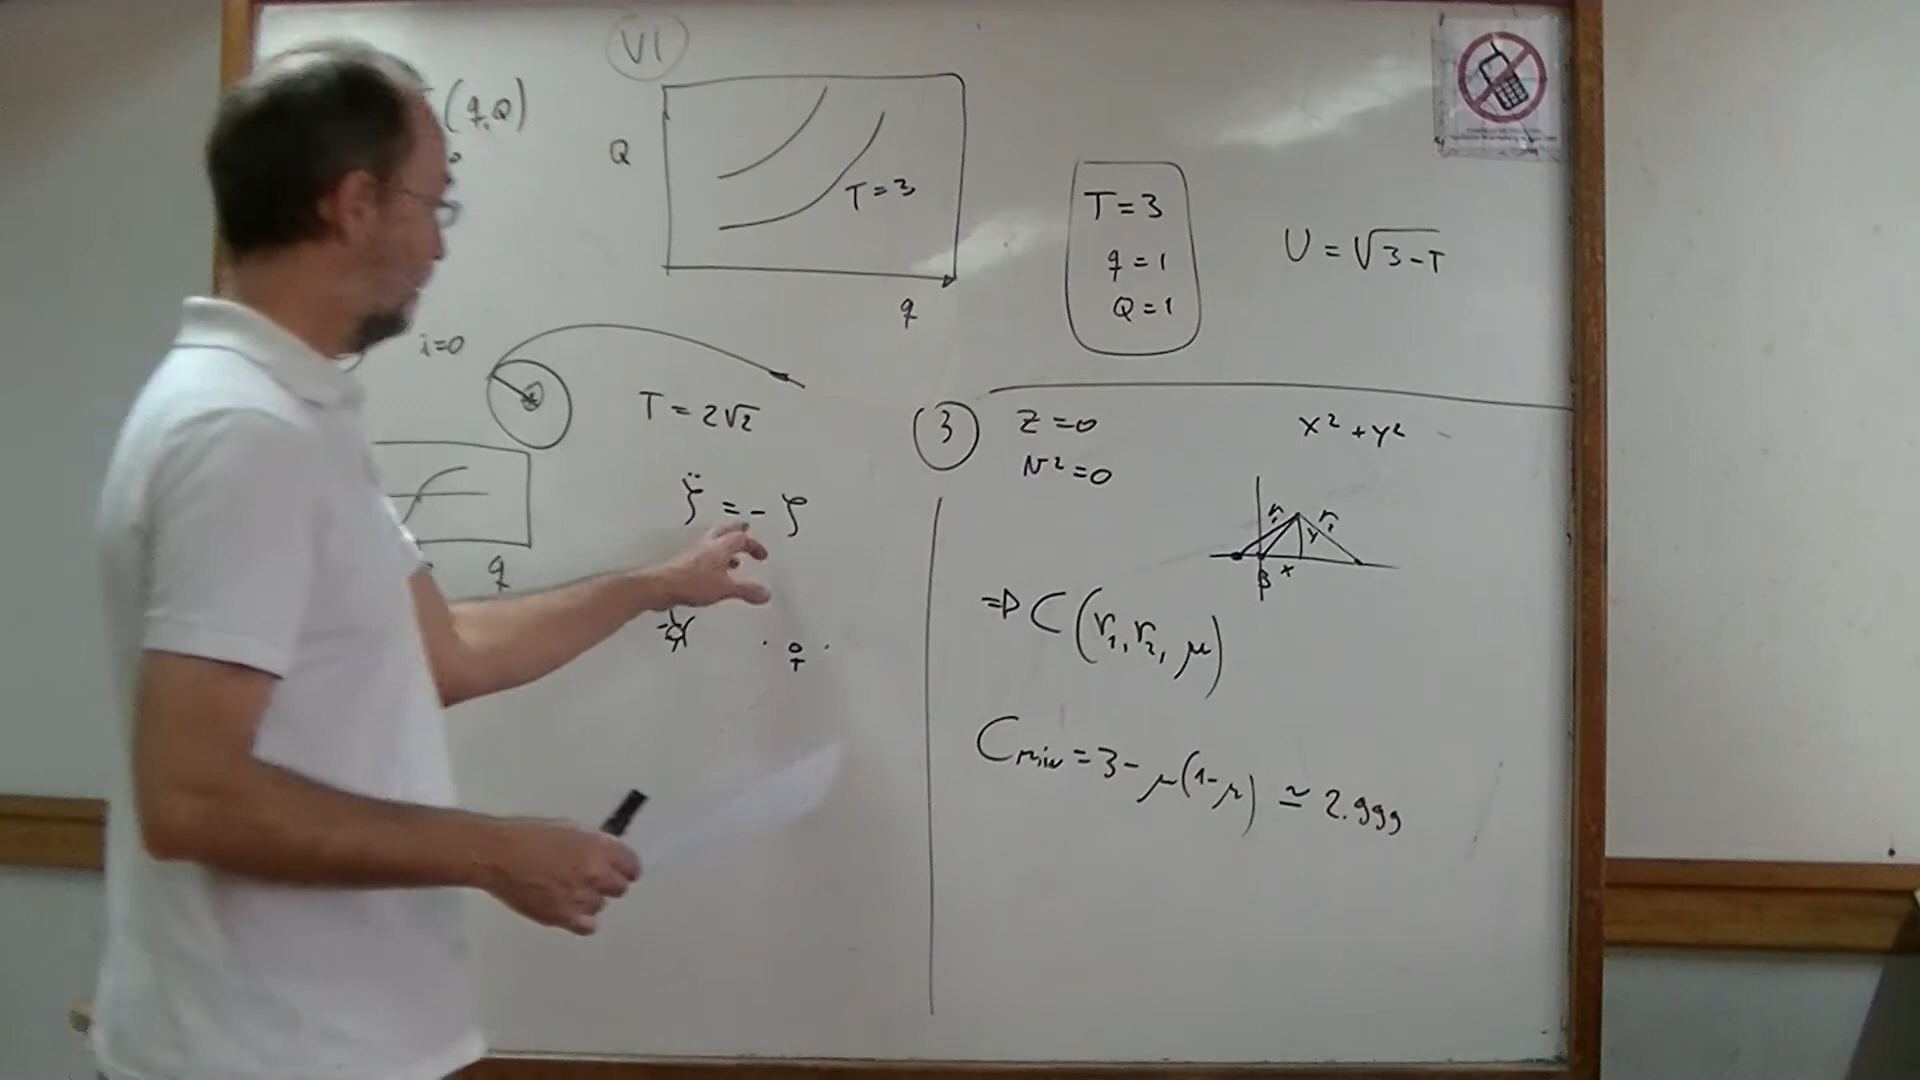 VI
(q,Q)
Q
T=3
q
T=3
q=1
Q=1
U=√3-T
i=0
T=2√2
q
ζ̈=-ζ
3
z=0
v²=0
x²+y²
r₁
r₂
y
B
x
⇒C(r₁,r₂,μ)
Cmin=3-μ(1-μ)≃2.999